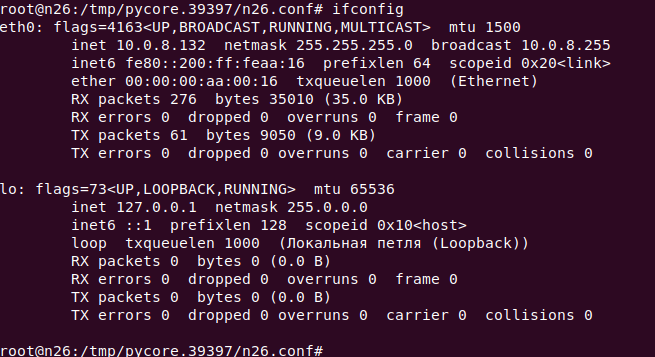 root@n26:/tmp/pycore.39397/n26.conf# ifconfig
eth0: flags=4163<UP,BROADCAST,RUNNING,MULTICAST>  mtu 1500
        inet 10.0.8.132  netmask 255.255.255.0  broadcast 10.0.8.255
        inet6 fe80::200:ff:feaa:16  prefixlen 64  scopeid 0x20<link>
        ether 00:00:00:aa:00:16  txqueuelen 1000  (Ethernet)
        RX packets 276  bytes 35010 (35.0 KB)
        RX errors 0  dropped 0  overruns 0  frame 0
        TX packets 61  bytes 9050 (9.0 KB)
        TX errors 0  dropped 0 overruns 0  carrier 0  collisions 0

lo: flags=73<UP,LOOPBACK,RUNNING>  mtu 65536
        inet 127.0.0.1  netmask 255.0.0.0
        inet6 ::1  prefixlen 128  scopeid 0x10<host>
        loop  txqueuelen 1000  (Локальная петля (Loopback))
        RX packets 0  bytes 0 (0.0 B)
        RX errors 0  dropped 0  overruns 0  frame 0
        TX packets 0  bytes 0 (0.0 B)
        TX errors 0  dropped 0 overruns 0  carrier 0  collisions 0

root@n26:/tmp/pycore.39397/n26.conf#